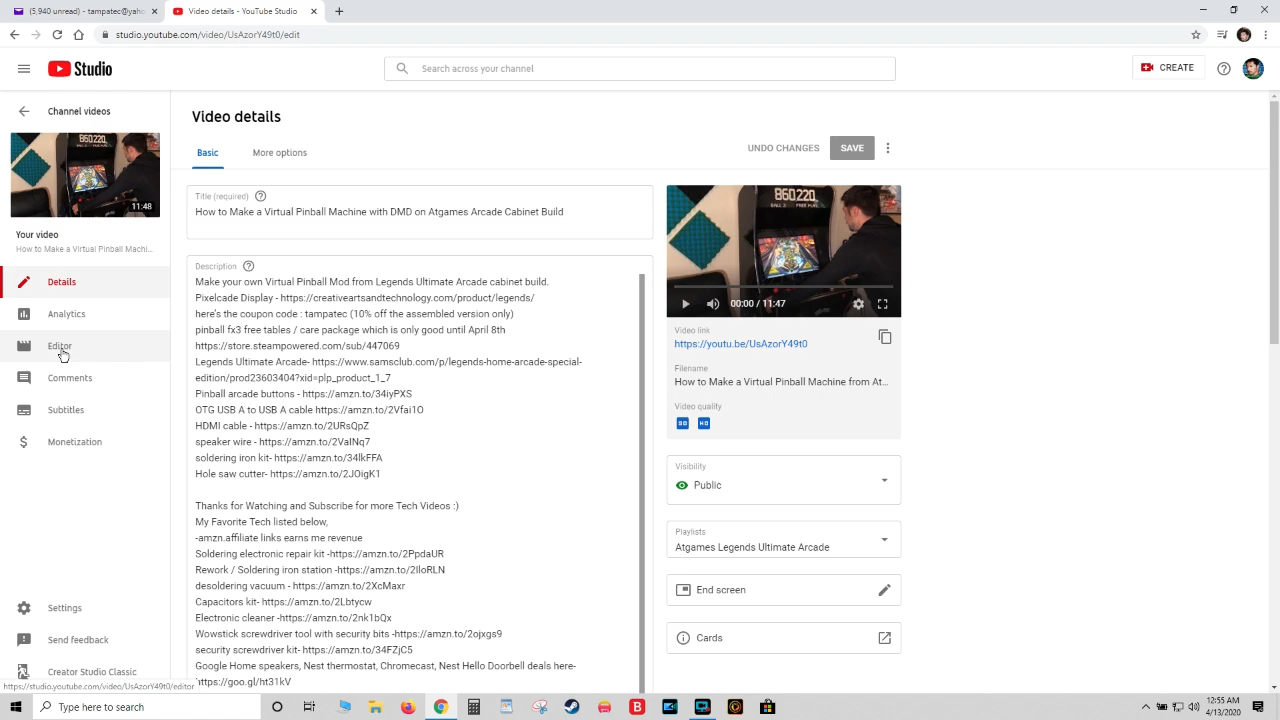 (5,940 unread) - tampatec@yaho
Video details - YouTube Studio
studio.youtube.com/video/UsAzorY49t0/edit
Studio
Search across your channel
CREATE
Channel videos
11:48
Your video
How to Make a Virtual Pinball Machi...
Details
Analytics
Editor
Comments
Subtitles
Monetization
Settings
Send feedback
Creator Studio Classic
https://studio.youtube.com/video/UsAzorY49t0/editor
Video details
Basic
More options
UNDO CHANGES
SAVE
Title (required)
How to Make a Virtual Pinball Machine with DMD on Atgames Arcade Cabinet Build
Description
Make your own Virtual Pinball Mod from Legends Ultimate Arcade cabinet build.
Pixelcade Display - https://creativeartsandtechnology.com/product/legends/
here's the coupon code : tampatec (10% off the assembled version only)
pinball fx3 free tables / care package which is only good until April 8th
https://store.steampowered.com/sub/447069
Legends Ultimate Arcade- https://www.samsclub.com/p/legends-home-arcade-special-
edition/prod23603404?xid=plp_product_1_7
Pinball arcade buttons - https://amzn.to/34iyPXS
OTG USB A to USB A cable https://amzn.to/2Vfai1O
HDMI cable - https://amzn.to/2URsQpZ
speaker wire - https://amzn.to/2VaINq7
soldering iron kit- https://amzn.to/34lkFFA
Hole saw cutter- https://amzn.to/2JOigK1
Thanks for Watching and Subscribe for more Tech Videos :)
My Favorite Tech listed below,
-amzn.affiliate links earns me revenue
Soldering electronic repair kit -https://amzn.to/2PpdaUR
Rework / Soldering iron station -https://amzn.to/2IloRLN
desoldering vacuum - https://amzn.to/2XcMaxr
Capacitors kit- https://amzn.to/2Lbtycw
Electronic cleaner -https://amzn.to/2nk1bQx
Wowstick screwdriver tool with security bits -https://amzn.to/2ojxgs9
security screwdriver kit- https://amzn.to/34FZjC5
Google Home speakers, Nest thermostat, Chromecast, Nest Hello Doorbell deals here-
https://goo.gl/ht31kV
860220
00:00 / 11:47
Video link
https://youtu.be/UsAzorY49t0
Filename
How to Make a Virtual Pinball Machine from At...
Video quality
SD HD
Visibility
Public
Playlists
Atgames Legends Ultimate Arcade
End screen
Cards
Type here to search
12:55 AM
4/13/2020